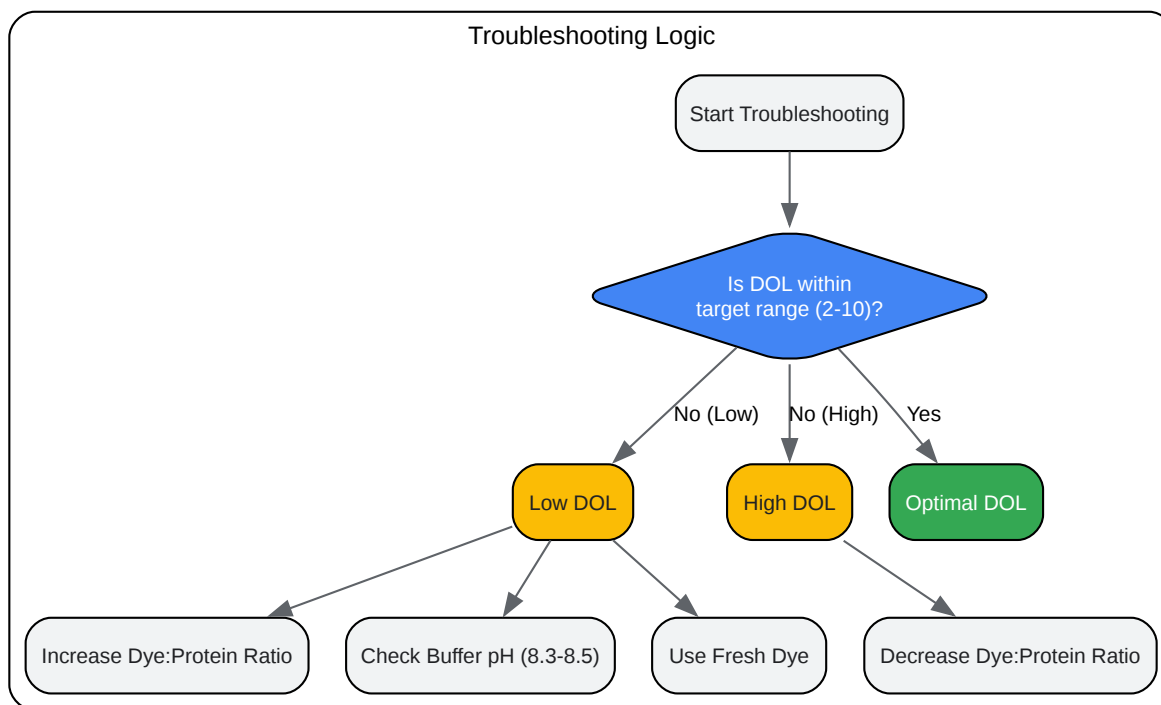 Troubleshooting Logic
Start Troubleshooting
Is DOL within
target range (2-10)?
No (Low)
No (High)
Yes
Low DOL
High DOL
Optimal DOL
Increase Dye:Protein Ratio
Check Buffer pH (8.3-8.5)
Use Fresh Dye
Decrease Dye:Protein Ratio